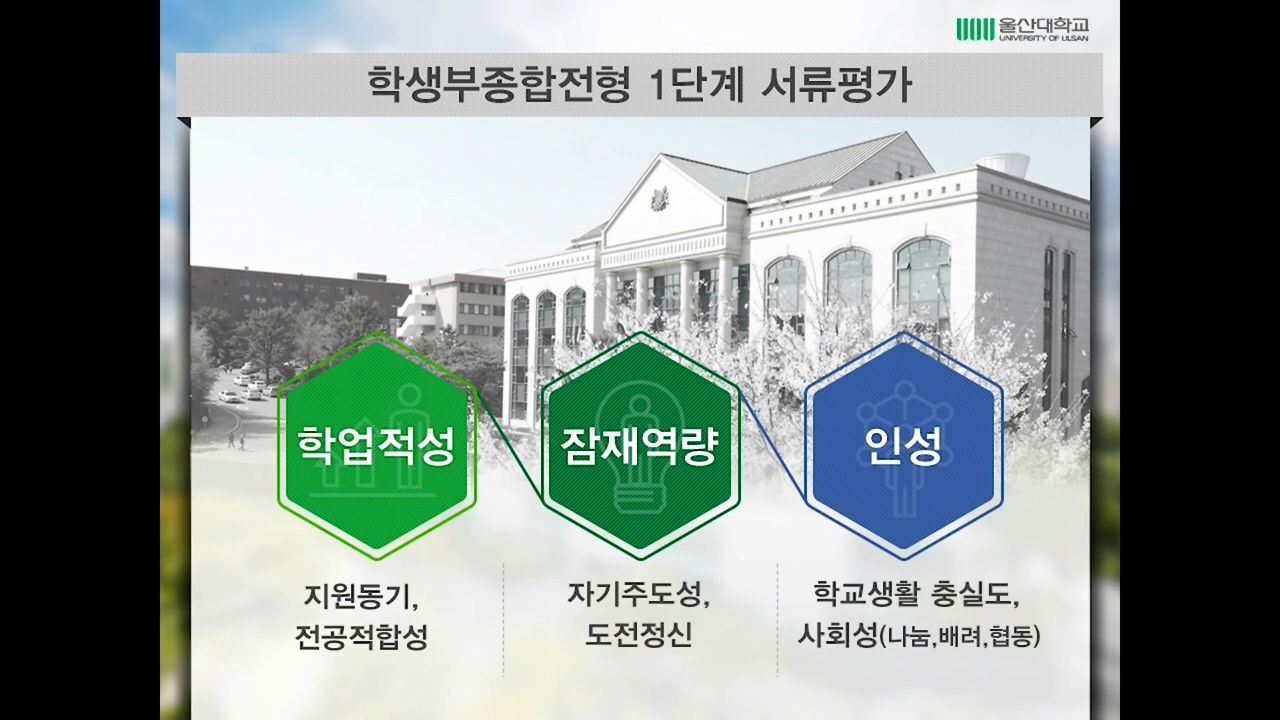 울산대학교
UNIVERSITY OF ULSAN
학생부종합전형 1단계 서류평가
학업적성
잠재역량
인성
지원동기,
전공적합성
자기주도성,
도전정신
학교생활 충실도,
사회성(나눔,배려,협동)